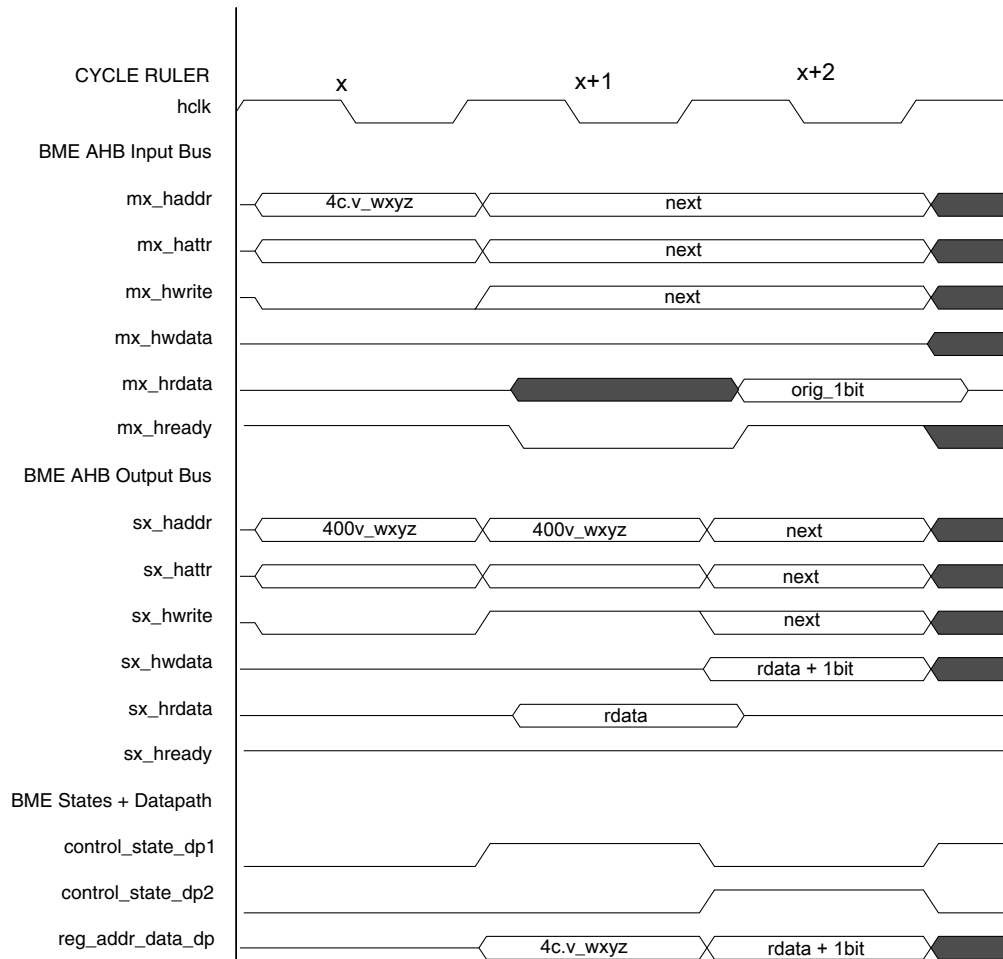 CYCLE RULER x x+1 x+2
hclk
BME AHB Input Bus
mx_haddr 4c.v_wxyz next
mx_hattr next
mx_hwrite next
mx_hwdata
mx_hrdata orig_1bit
mx_hready
BME AHB Output Bus
sx_haddr 400v_wxyz 400v_wxyz next
sx_hattr next
sx_hwrite next
sx_hwdata rdata + 1bit
sx_hrdata rdata
sx_hready
BME States + Datapath
control_state_dp1
control_state_dp2
reg_addr_data_dp 4c.v_wxyz rdata + 1bit